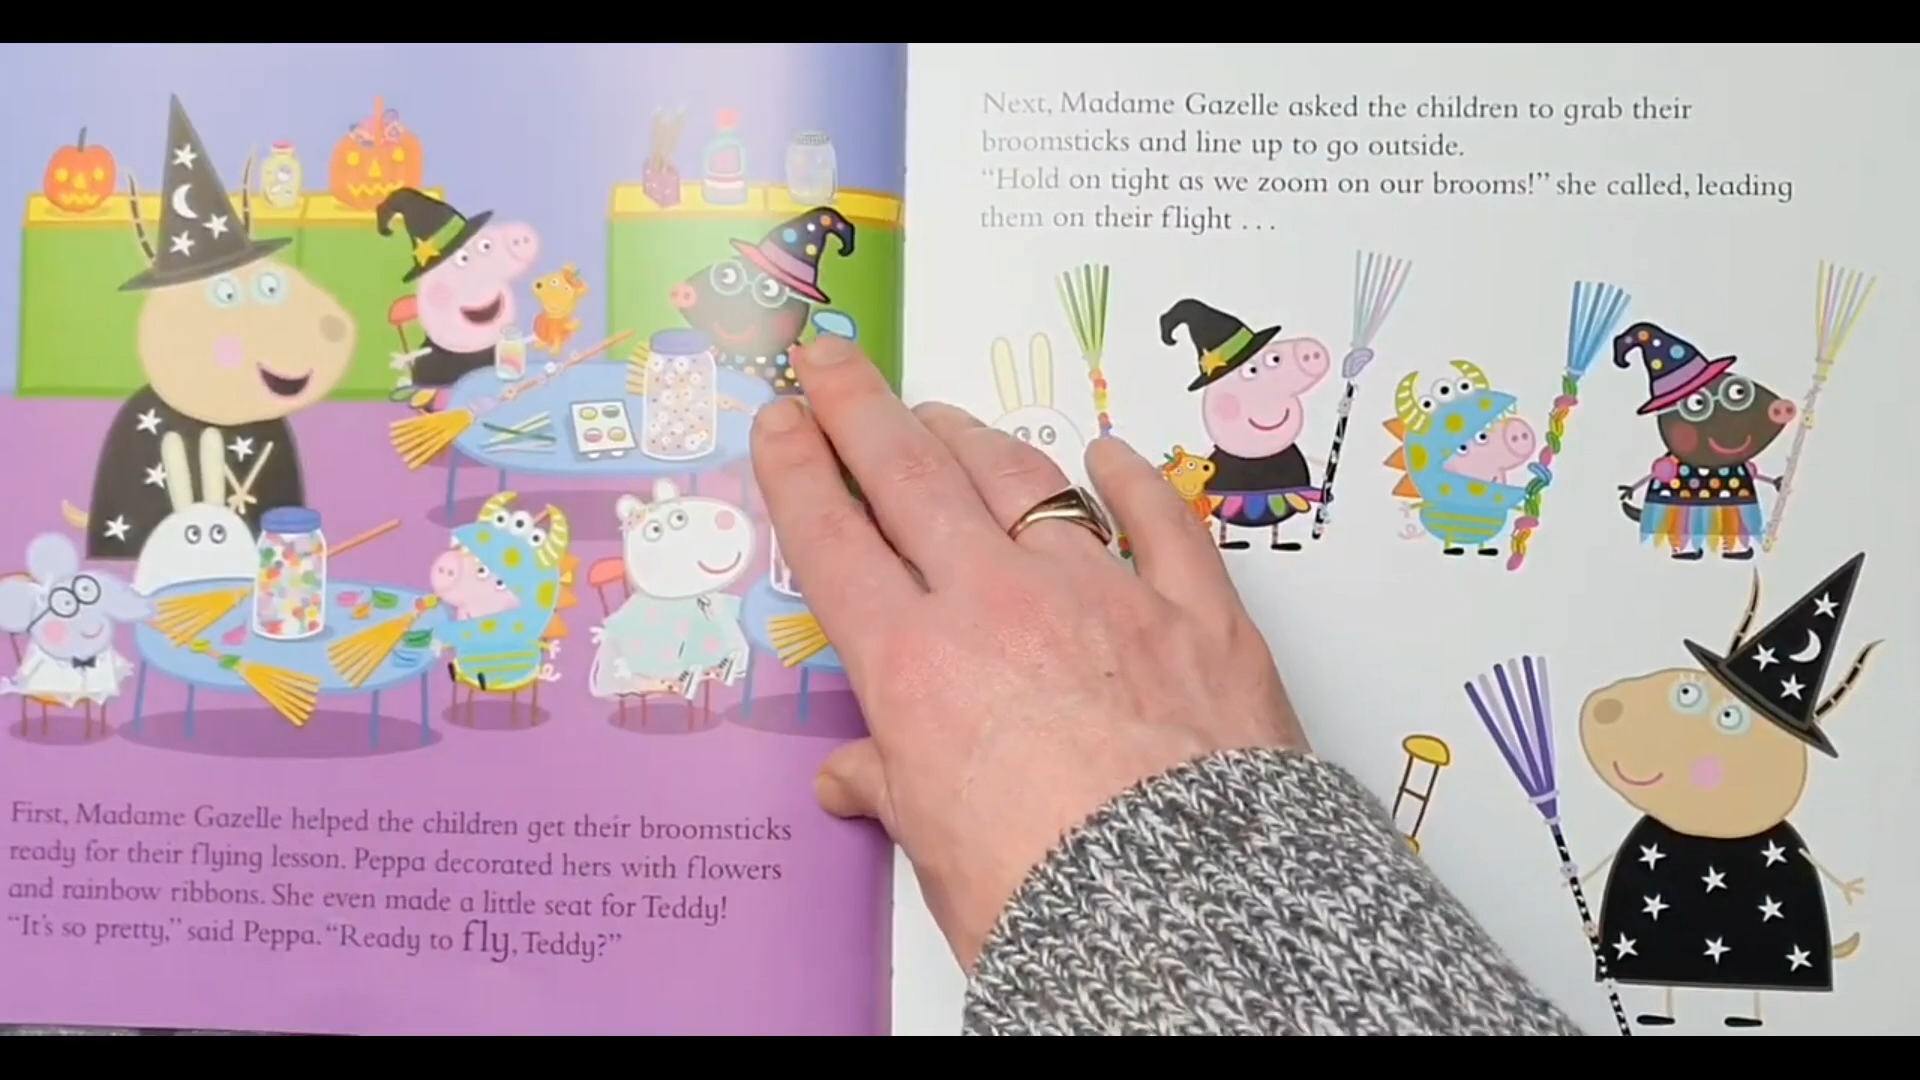 First, Madame Gazelle helped the children get their broomsticks
ready for their flying lesson. Peppa decorated hers with flowers
and rainbow ribbons. She even made a little seat for Teddy!
“It’s so pretty,” said Peppa. “Ready to fly, Teddy?”
Next, Madame Gazelle asked the children to grab their
broomsticks and line up to go outside.
“Hold on tight as we zoom on our brooms!” she called, leading
them on their flight . . .